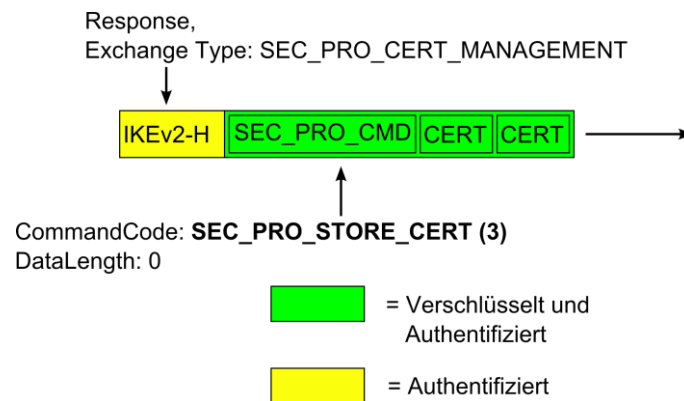 Response,
Exchange Type: SEC_PRO_CERT_MANAGEMENT
IKEv2-H SEC_PRO_CMD CERT CERT
CommandCode: SEC_PRO_STORE_CERT (3)
DataLength: 0
= Verschlüsselt und
Authentifiziert
= Authentifiziert